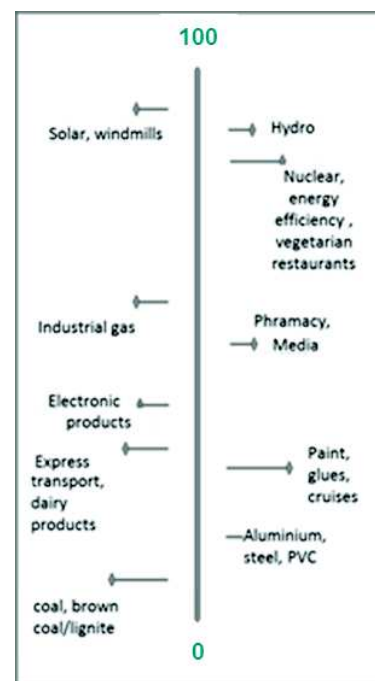 100
Solar, windmills
Hydro
Nuclear,
energy
efficiency ,
vegetarian
restaurants
Industrial gas
Phramacy,
Media
Electronic
products
Express
transport,
dairy
products
Paint,
glues,
cruises
Aluminium,
steel, PVC
coal, brown
coal/lignite
0